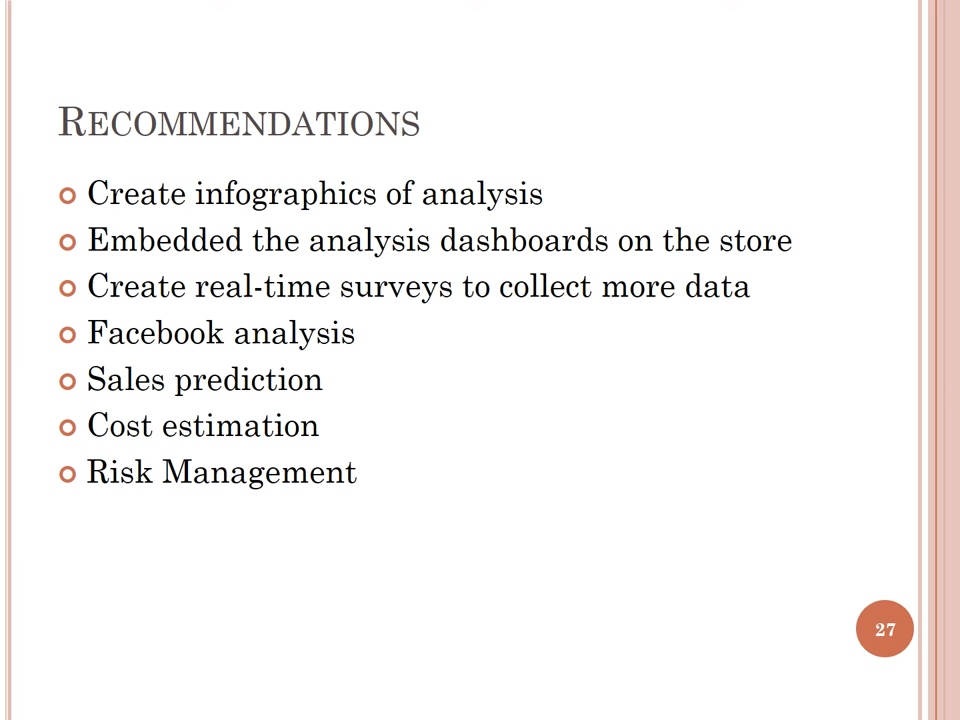 Recommendations
Create infographics of analysis
Embedded the analysis dashboards on the store
Create real-time surveys to collect more data
Facebook analysis
Sales prediction
Cost estimation
Risk Management
27